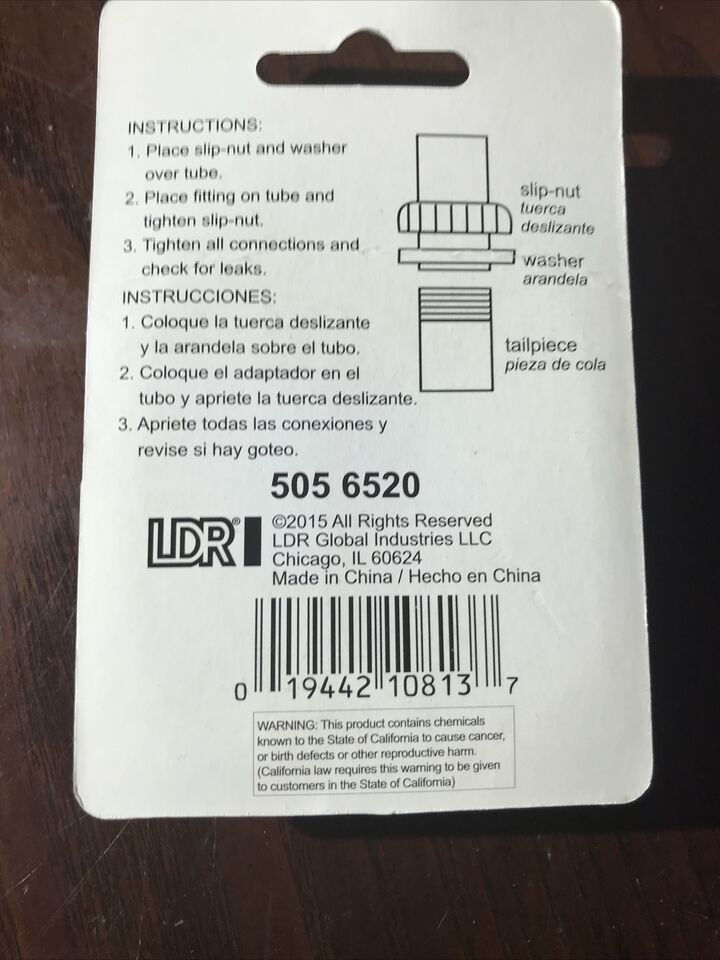 INSTRUCTIONS:
1. Place slip-nut and washer
over tube.
2. Place fitting on tube and
tighten slip-nut.
3. Tighten all connections and
check for leaks.
INSTRUCCIONES:
1. Coloque la tuerca deslizante
y la arandela sobre el tubo.
2. Coloque el adaptador en el
tubo y apriete la tuerca deslizante.
3. Apriete todas las conexiones y
revise si hay goteo.
slip-nut
tuerca
deslizante
washer
arandela
tailpiece
pieza de cola
505 6520
LDR®
©2015 All Rights Reserved
LDR Global Industries LLC
Chicago, IL 60624
Made in China / Hecho en China
0 19442 10813 7
WARNING: This product contains chemicals
known to the State of California to cause cancer,
or birth defects or other reproductive harm.
(California law requires this warning to be given
to customers in the State of California)